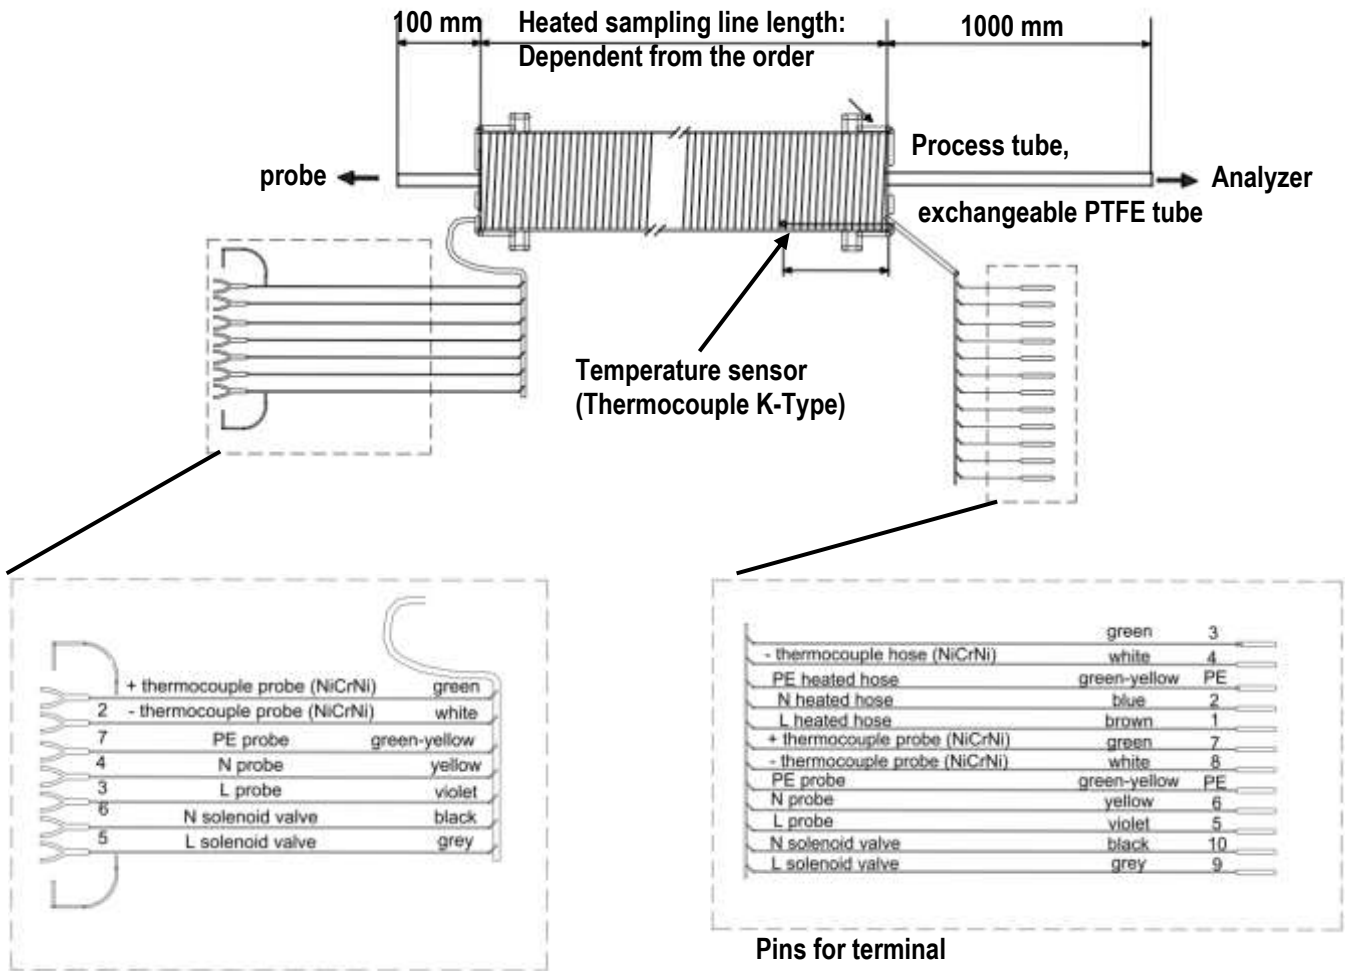 100 mm
Heated sampling line length:
Dependent from the order
1000 mm
probe
Process tube,
Analyzer
exchangeable PTFE tube
Temperature sensor
(Thermocouple K-Type)
+ thermocouple probe (NiCrNi) green
2 - thermocouple probe (NiCrNi) white
7 PE probe green-yellow
4 N probe yellow
3 L probe violet
6 N solenoid valve black
5 L solenoid valve grey
green 3
- thermocouple hose (NiCrNi) white 4
PE heated hose green-yellow PE
N heated hose blue 2
L heated hose brown 1
+ thermocouple probe (NiCrNi) green 7
- thermocouple probe (NiCrNi) white 8
PE probe green-yellow PE
N probe yellow 6
L probe violet 5
N solenoid valve black 10
L solenoid valve grey 9
Pins for terminal